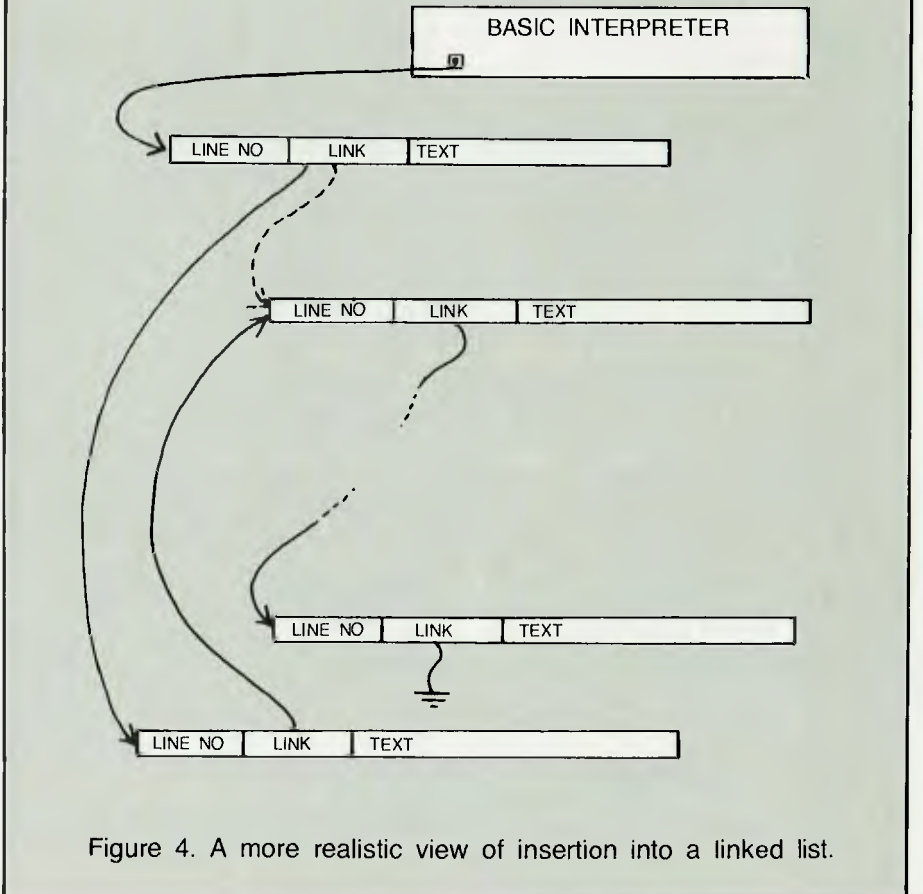 BASIC INTERPRETER
LINE NO LINK TEXT
LINE NO LINK TEXT
LINE NO LINK TEXT
LINE NO LINK TEXT
Figure 4. A more realistic view of insertion into a linked list.